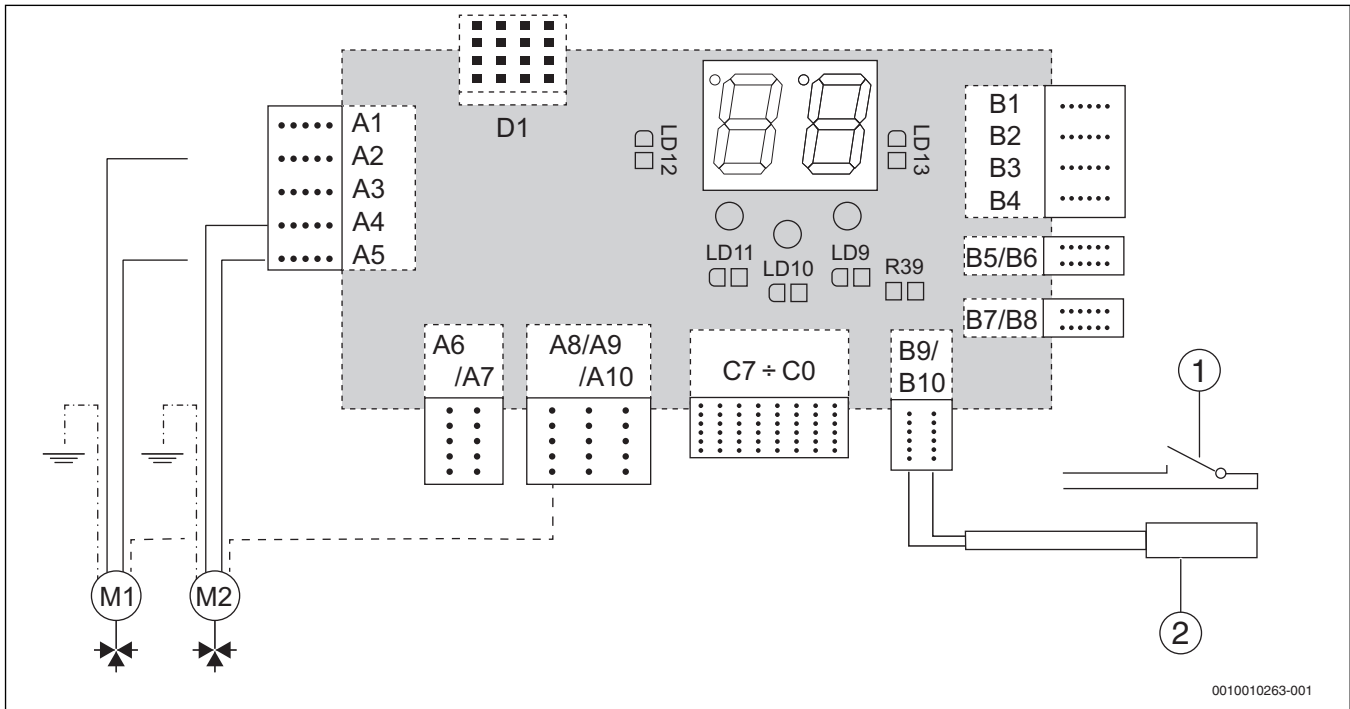 D1
A1
A2
A3
A4
A5
LD12
LD13
B1
B2
B3
B4
LD11
LD10
LD9
R39
B5/B6
B7/B8
A6
/A7
A8/A9
/A10
C7 ÷ C0
B9/
B10
1
M1
M2
2
0010010263-001